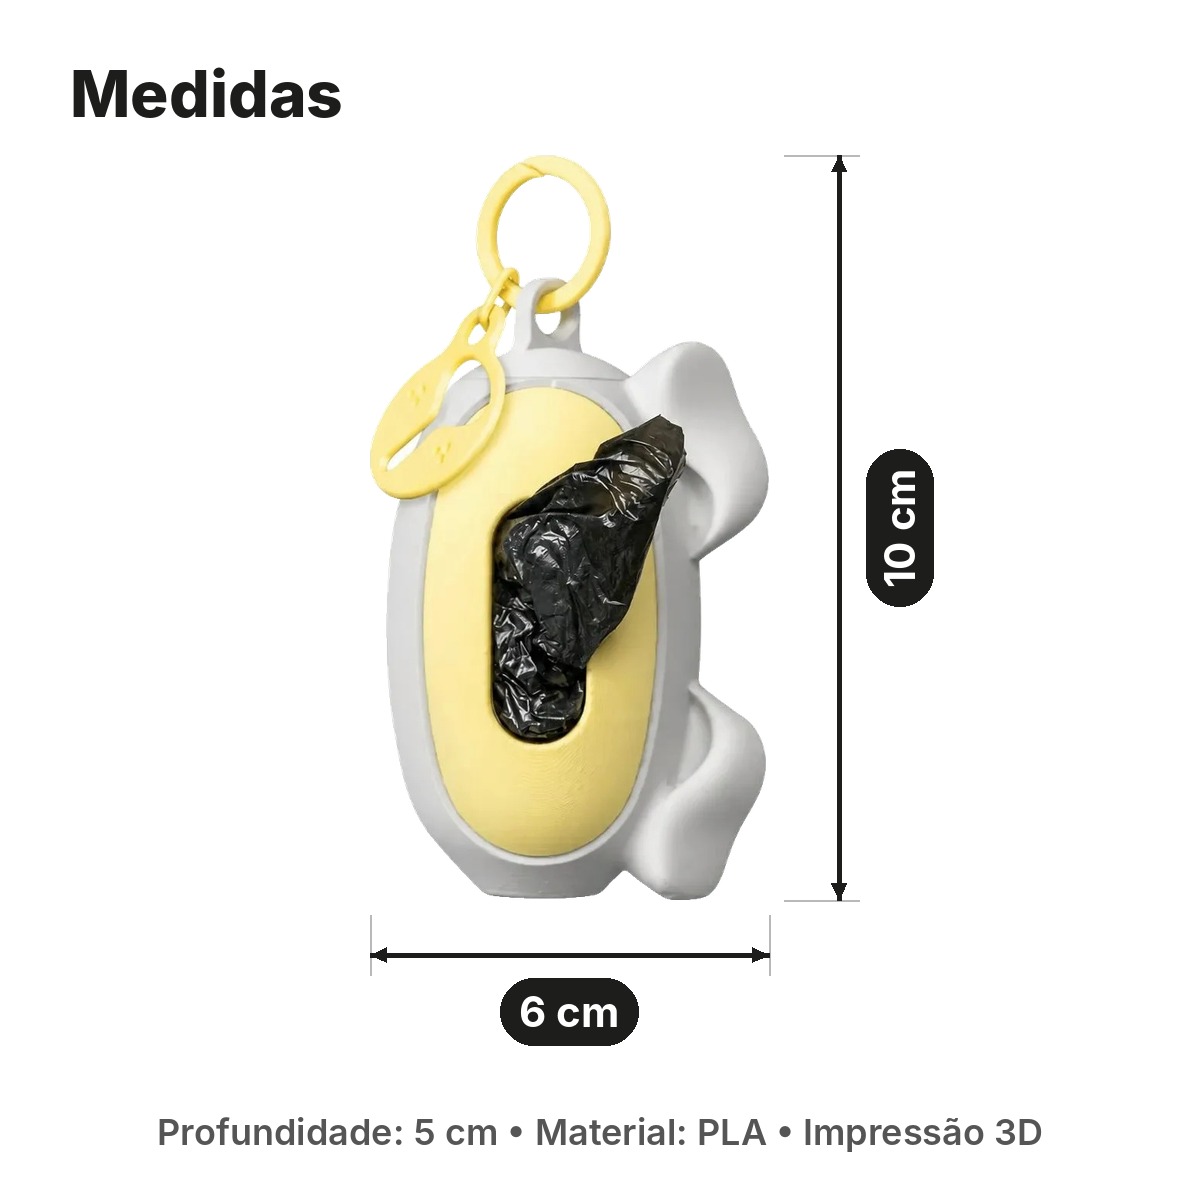 Medidas
10 cm
6 cm
Profundidade: 5 cm • Material: PLA • Impressão 3D